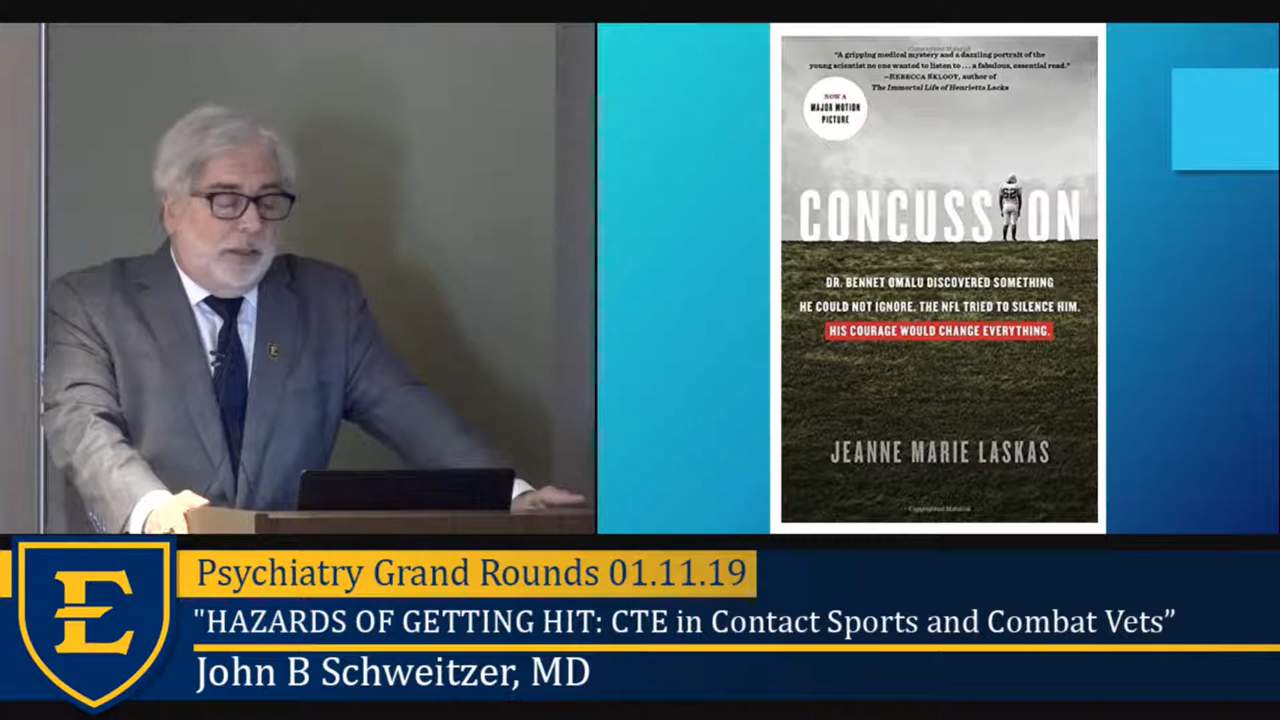 Copyrighted Material
"A gripping medical mystery and a dazzling portrait of the
young scientist no one wanted to listen to . . . a fabulous, essential read."
—REBECCA SKLOOT, author of
The Immortal Life of Henrietta Lacks
NOW A
MAJOR MOTION
PICTURE
CONCUSSION
DR. BENNET OMALU DISCOVERED SOMETHING
HE COULD NOT IGNORE. THE NFL TRIED TO SILENCE HIM.
HIS COURAGE WOULD CHANGE EVERYTHING.
JEANNE MARIE LASKAS
Copyrighted Material
E
Psychiatry Grand Rounds 01.11.19
"HAZARDS OF GETTING HIT: CTE in Contact Sports and Combat Vets”
John B Schweitzer, MD